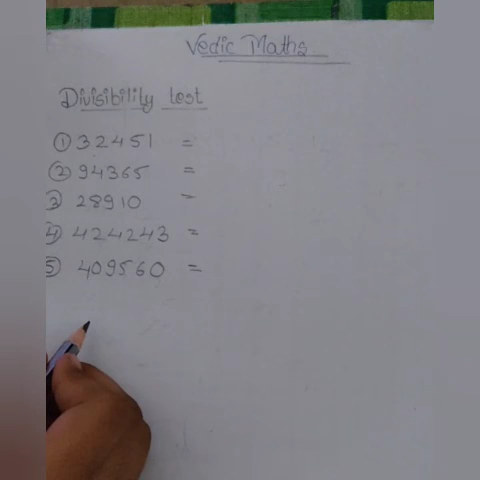 Vedic Maths
Divisibility test
① 32451 =
② 94365 =
③ 28910 =
④ 424243 =
⑤ 409560 =